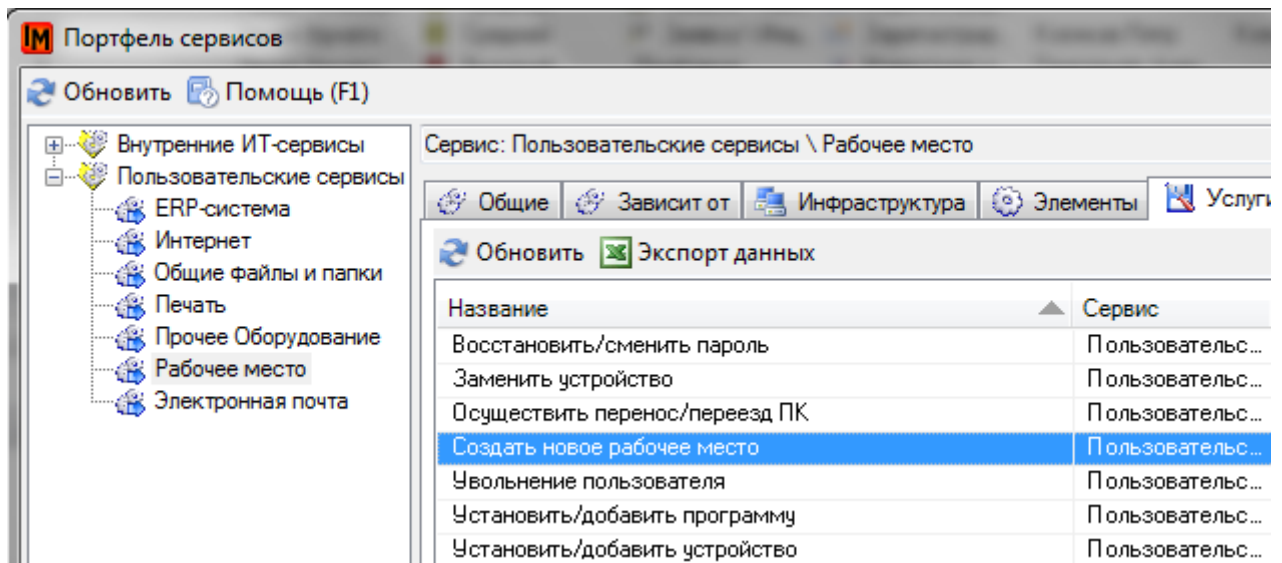 IM Портфель сервисов
Обновить Помощь (F1)
Внутренние ИТ-сервисы
Пользовательские сервисы
ERP-система
Интернет
Общие файлы и папки
Печать
Прочее Оборудование
Рабочее место
Электронная почта
Сервис: Пользовательские сервисы \ Рабочее место
Общие Зависит от Инфраструктура Элементы Услуги
Обновить Экспорт данных
Название Сервис
Восстановить/сменить пароль Пользовательс...
Заменить устройство Пользовательс...
Осуществить перенос/переезд ПК Пользовательс...
Создать новое рабочее место Пользовательс...
Увольнение пользователя Пользовательс...
Установить/добавить программу Пользовательс...
Установить/добавить устройство Пользовательс...